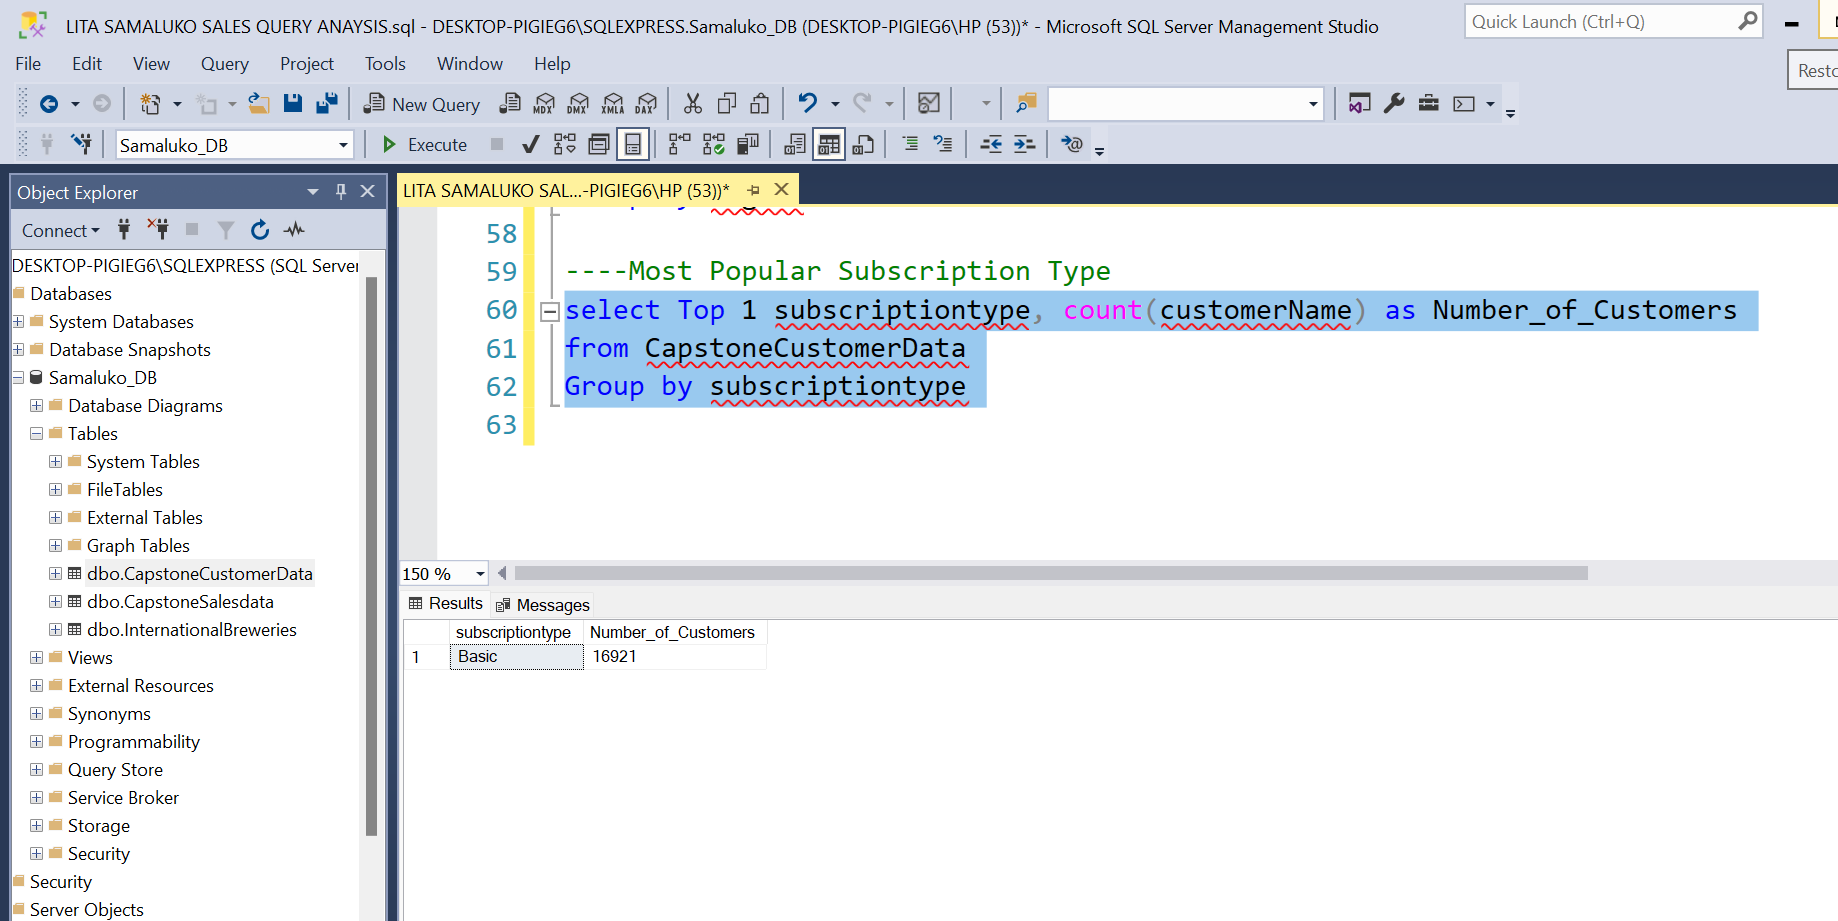 LITA SAMALUKO SALES QUERY ANAYSIS.sql - DESKTOP-PIGIEG6\SQLEXPRESS.Samaluko_DB (DESKTOP-PIGIEG6\HP (53))* - Microsoft SQL Server Management Studio
Quick Launch (Ctrl+Q)
File Edit View Query Project Tools Window Help
Resto
New Query MDX DMX XMLA DAX
Samaluko_DB Execute
Object Explorer
LITA SAMALUKO SAL...-PIGIEG6\HP (53))*
Connect
DESKTOP-PIGIEG6\SQLEXPRESS (SQL Server
Databases
System Databases
Database Snapshots
Samaluko_DB
Database Diagrams
Tables
System Tables
FileTables
External Tables
Graph Tables
dbo.CapstoneCustomerData
dbo.CapstoneSalesdata
dbo.InternationalBreweries
Views
External Resources
Synonyms
Programmability
Query Store
Service Broker
Storage
Security
Security
Server Objects
58
59 ----Most Popular Subscription Type
60 select Top 1 subscriptiontype, count(customerName) as Number_of_Customers
61 from CapstoneCustomerData
62 Group by subscriptiontype
63
150 %
Results Messages
subscriptiontype Number_of_Customers
1 Basic 16921